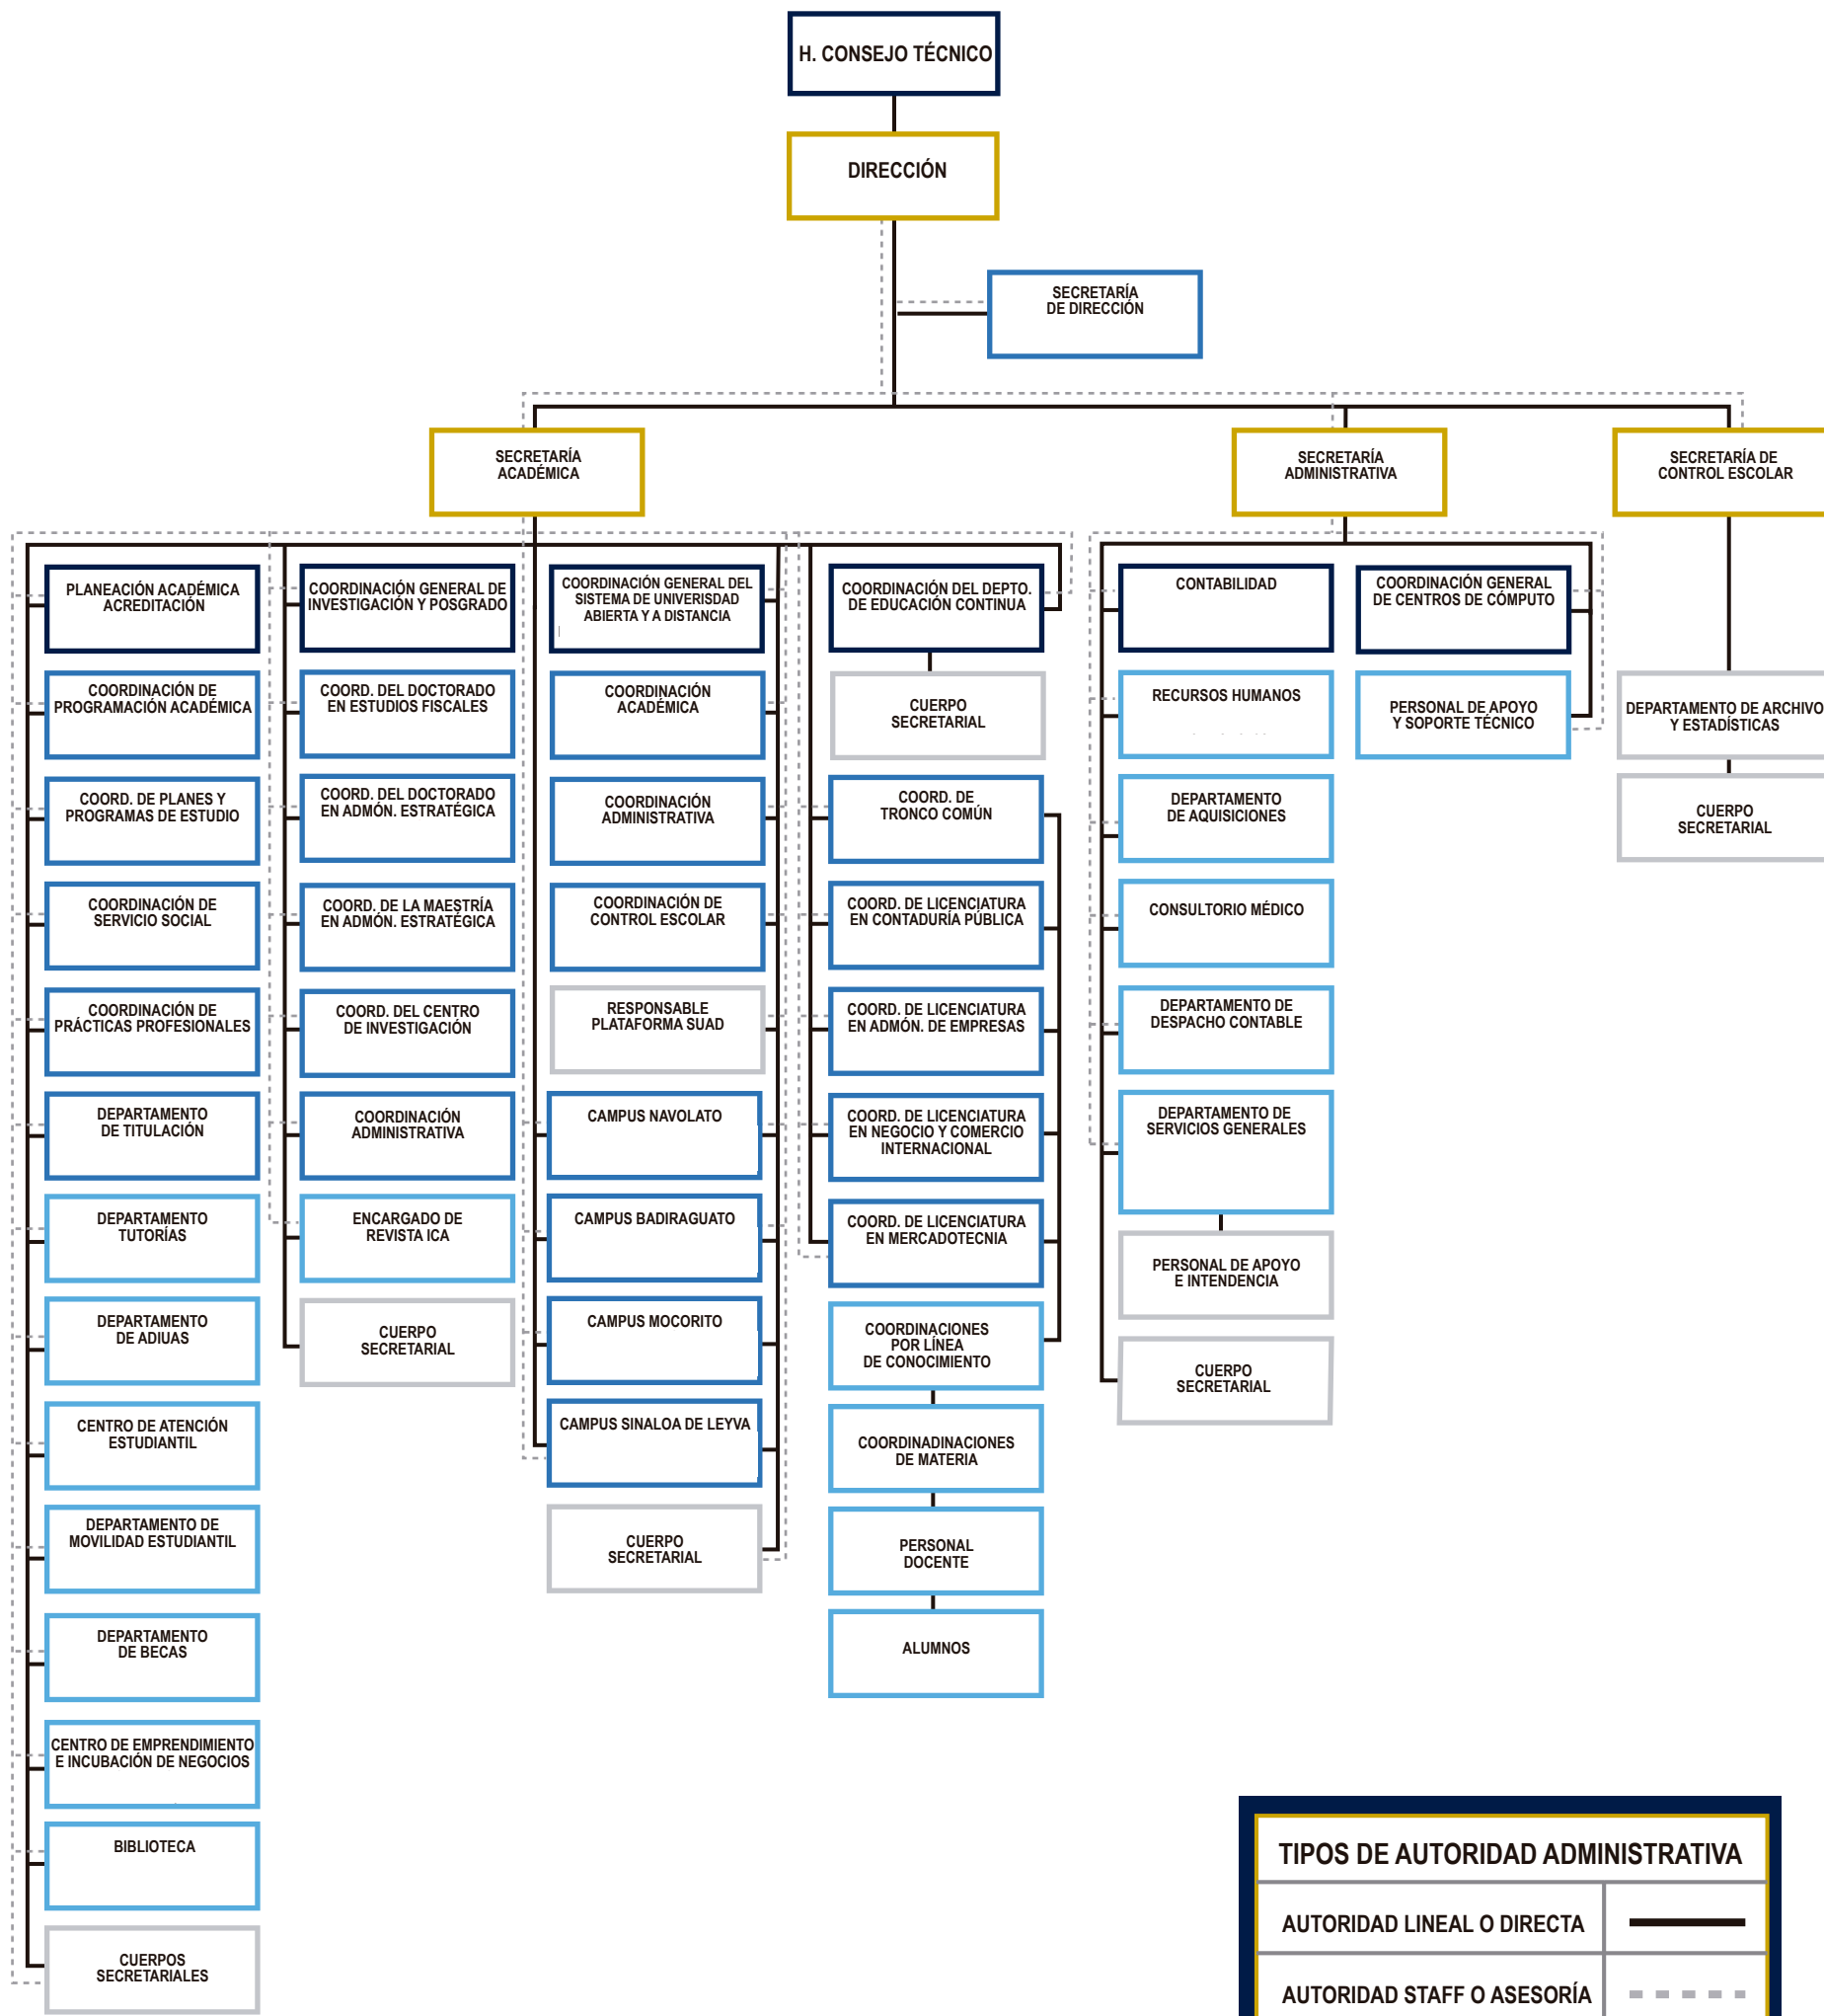 H. CONSEJO TÉCNICO
DIRECCIÓN
SECRETARÍA
DE DIRECCIÓN
SECRETARÍA
ACADÉMICA
SECRETARÍA
ADMINISTRATIVA
SECRETARÍA DE
CONTROL ESCOLAR
PLANEACIÓN ACADÉMICA
ACREDITACIÓN
COORDINACIÓN DE
PROGRAMACIÓN ACADÉMICA
COORD. DE PLANES Y
PROGRAMAS DE ESTUDIO
COORDINACIÓN DE
SERVICIO SOCIAL
COORDINACIÓN DE
PRÁCTICAS PROFESIONALES
DEPARTAMENTO
DE TITULACIÓN
DEPARTAMENTO
TUTORÍAS
DEPARTAMENTO
DE ADIUAS
CENTRO DE ATENCIÓN
ESTUDIANTIL
DEPARTAMENTO DE
MOVILIDAD ESTUDIANTIL
DEPARTAMENTO
DE BECAS
CENTRO DE EMPRENDIMIENTO
E INCUBACIÓN DE NEGOCIOS
BIBLIOTECA
CUERPOS
SECRETARIALES
COORDINACIÓN GENERAL DE
INVESTIGACIÓN Y POSGRADO
COORD. DEL DOCTORADO
EN ESTUDIOS FISCALES
COORD. DEL DOCTORADO
EN ADMÓN. ESTRATÉGICA
COORD. DE LA MAESTRÍA
EN ADMÓN. ESTRATÉGICA
COORD. DEL CENTRO
DE INVESTIGACIÓN
COORDINACIÓN
ADMINISTRATIVA
ENCARGADO DE
REVISTA ICA
CUERPO
SECRETARIAL
COORDINACIÓN GENERAL DEL
SISTEMA DE UNIVERISDAD
ABIERTA Y A DISTANCIA
COORDINACIÓN
ACADÉMICA
COORDINACIÓN
ADMINISTRATIVA
COORDINACIÓN DE
CONTROL ESCOLAR
RESPONSABLE
PLATAFORMA SUAD
CAMPUS NAVOLATO
CAMPUS BADIRAGUATO
CAMPUS MOCORITO
CAMPUS SINALOA DE LEYVA
CUERPO
SECRETARIAL
COORDINACIÓN DEL DEPTO.
DE EDUCACIÓN CONTINUA
CUERPO
SECRETARIAL
COORD. DE
TRONCO COMÚN
COORD. DE LICENCIATURA
EN CONTADURÍA PÚBLICA
COORD. DE LICENCIATURA
EN ADMÓN. DE EMPRESAS
COORD. DE LICENCIATURA
EN NEGOCIO Y COMERCIO
INTERNACIONAL
COORD. DE LICENCIATURA
EN MERCADOTECNIA
COORDINACIONES
POR LÍNEA
DE CONOCIMIENTO
COORDINADINACIONES
DE MATERIA
PERSONAL
DOCENTE
ALUMNOS
CONTABILIDAD
RECURSOS HUMANOS
DEPARTAMENTO
DE AQUISICIONES
CONSULTORIO MÉDICO
DEPARTAMENTO DE
DESPACHO CONTABLE
DEPARTAMENTO DE
SERVICIOS GENERALES
PERSONAL DE APOYO
E INTENDENCIA
CUERPO
SECRETARIAL
COORDINACIÓN GENERAL
DE CENTROS DE CÓMPUTO
PERSONAL DE APOYO
Y SOPORTE TÉCNICO
DEPARTAMENTO DE ARCHIVO
Y ESTADÍSTICAS
CUERPO
SECRETARIAL
TIPOS DE AUTORIDAD ADMINISTRATIVA
AUTORIDAD LINEAL O DIRECTA
AUTORIDAD STAFF O ASESORÍA